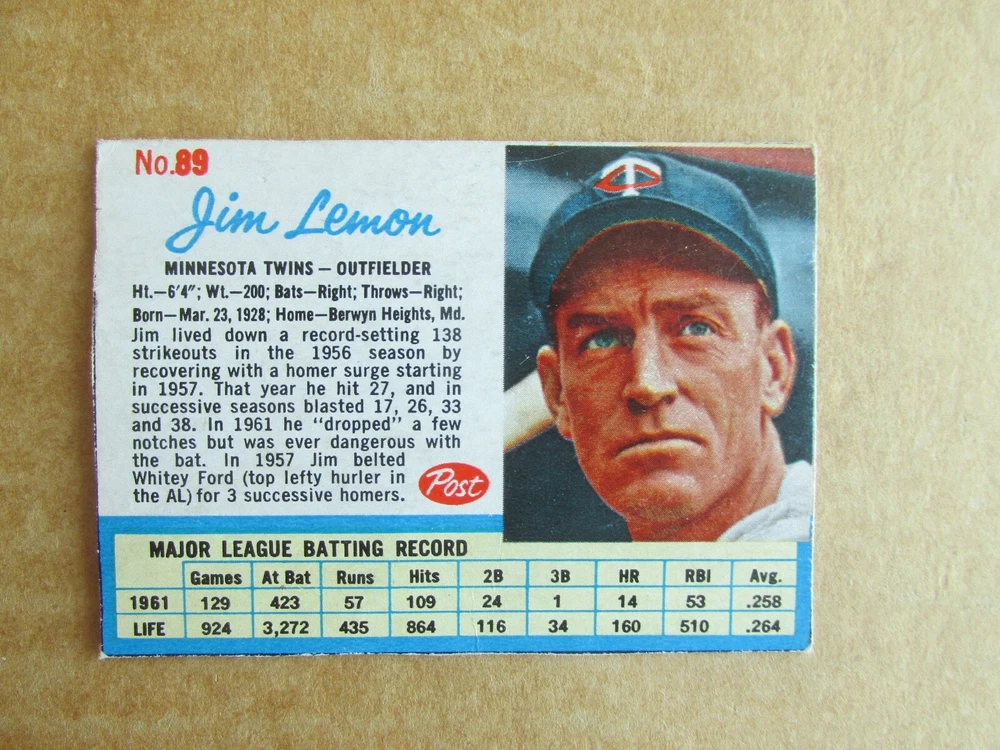 No.89
Jim Lemon
MINNESOTA TWINS — OUTFIELDER
Ht.—6'4"; Wt.—200; Bats—Right; Throws—Right;
Born—Mar. 23, 1928; Home—Berwyn Heights, Md.
Jim lived down a record-setting 138
strikeouts in the 1956 season by
recovering with a homer surge starting
in 1957. That year he hit 27, and in
successive seasons blasted 17, 26, 33
and 38. In 1961 he "dropped" a few
notches but was ever dangerous with
the bat. In 1957 Jim belted
Whitey Ford (top lefty hurler in
the AL) for 3 successive homers.
Post
TC
MAJOR LEAGUE BATTING RECORD
Games At Bat Runs Hits 2B 3B HR RBI Avg.
1961 129 423 57 109 24 1 14 53 .258
LIFE 924 3,272 435 864 116 34 160 510 .264